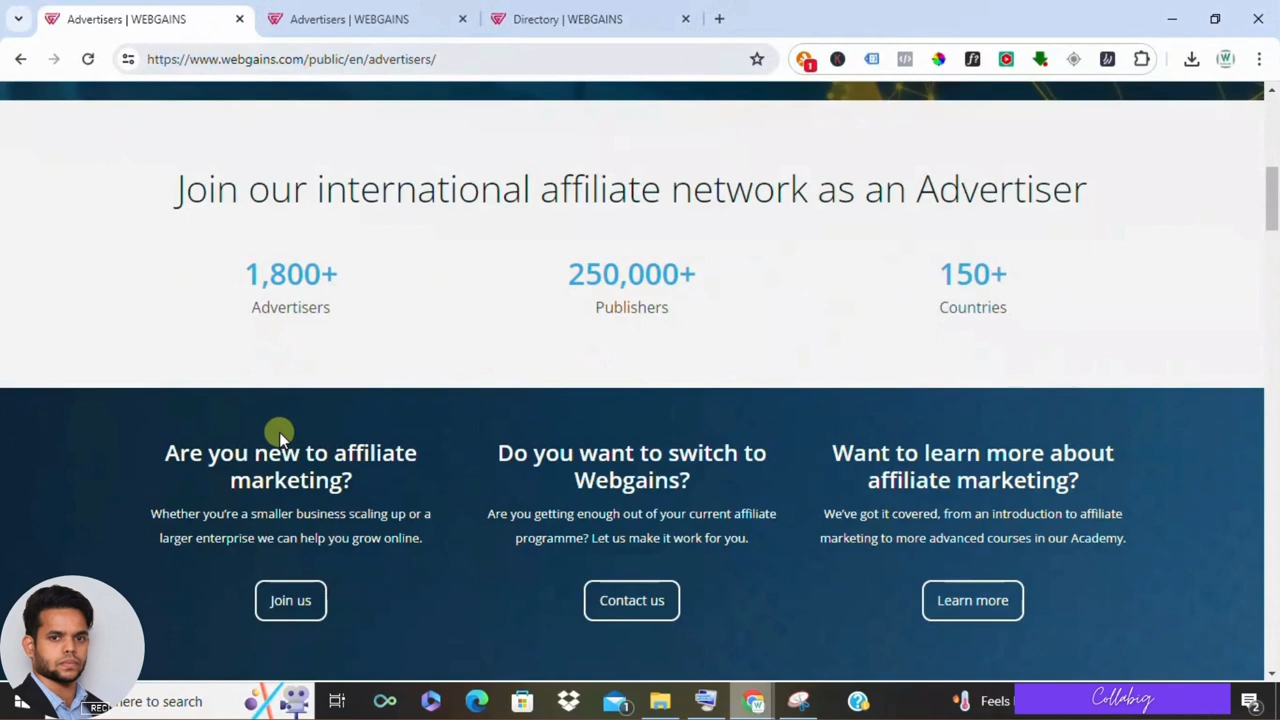 Advertisers | WEBGAINS
Advertisers | WEBGAINS
Directory | WEBGAINS
https://www.webgains.com/public/en/advertisers/
1
Join our international affiliate network as an Advertiser
1,800+
250,000+
150+
Advertisers
Publishers
Countries
Are you new to affiliate
marketing?
Whether you're a smaller business scaling up or a
larger enterprise we can help you grow online.
Join us
Do you want to switch to
Webgains?
Are you getting enough out of your current affiliate
programme? Let us make it work for you.
Contact us
Want to learn more about
affiliate marketing?
We've got it covered, from an introduction to affiliate
marketing to more advanced courses in our Academy.
Learn more
REC
here to search
1
Feels
Collabig
2